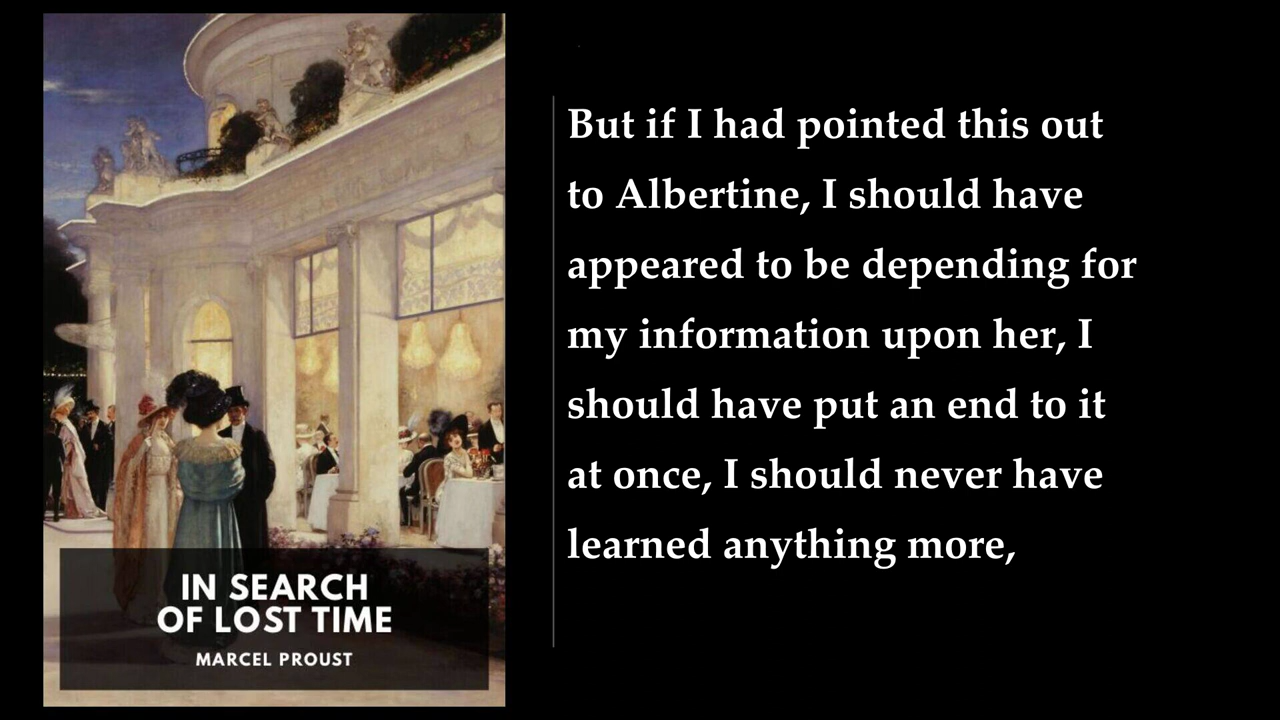 IN SEARCH
OF LOST TIME
MARCEL PROUST
But if I had pointed this out
to Albertine, I should have
appeared to be depending for
my information upon her, I
should have put an end to it
at once, I should never have
learned anything more,